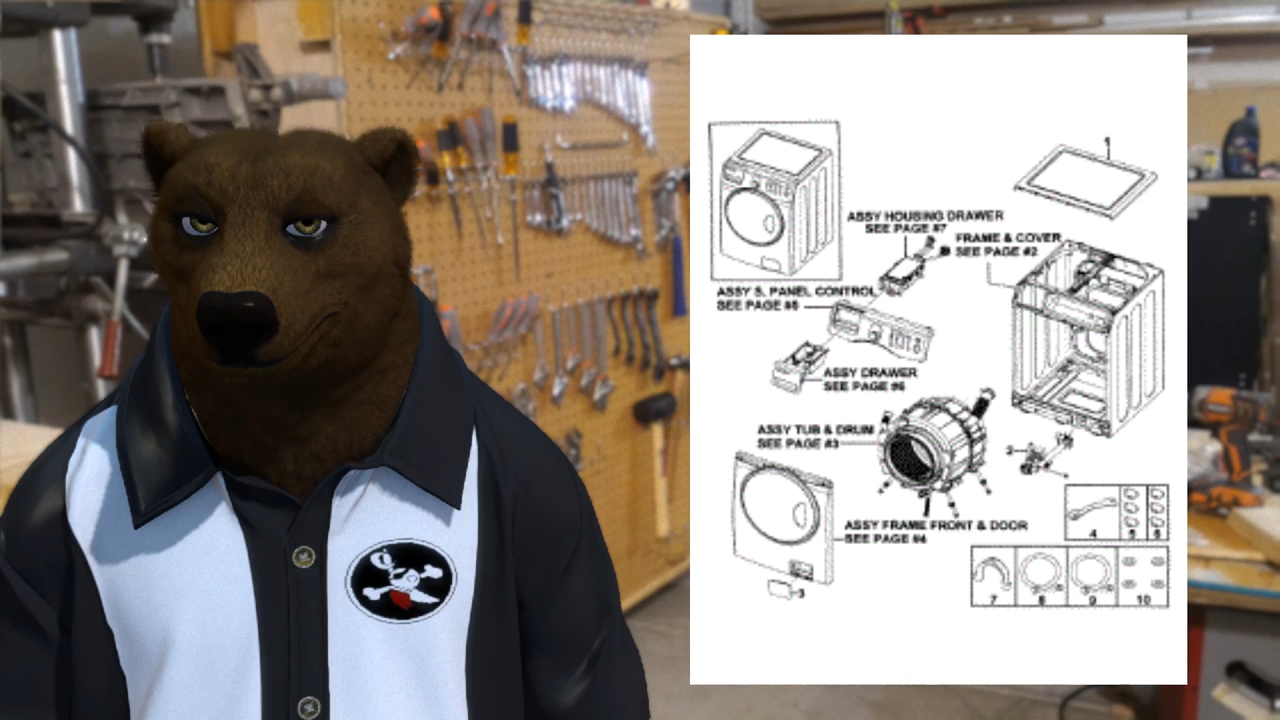 1
ASSY HOUSING DRAWER
SEE PAGE #7
FRAME & COVER
SEE PAGE #2
ASSY S. PANEL CONTROL
SEE PAGE #5
ASSY DRAWER
SEE PAGE #6
ASSY TUB & DRUM
SEE PAGE #3
2
4 5 6
ASSY FRAME FRONT & DOOR
SEE PAGE #4
3
7 8 9 10